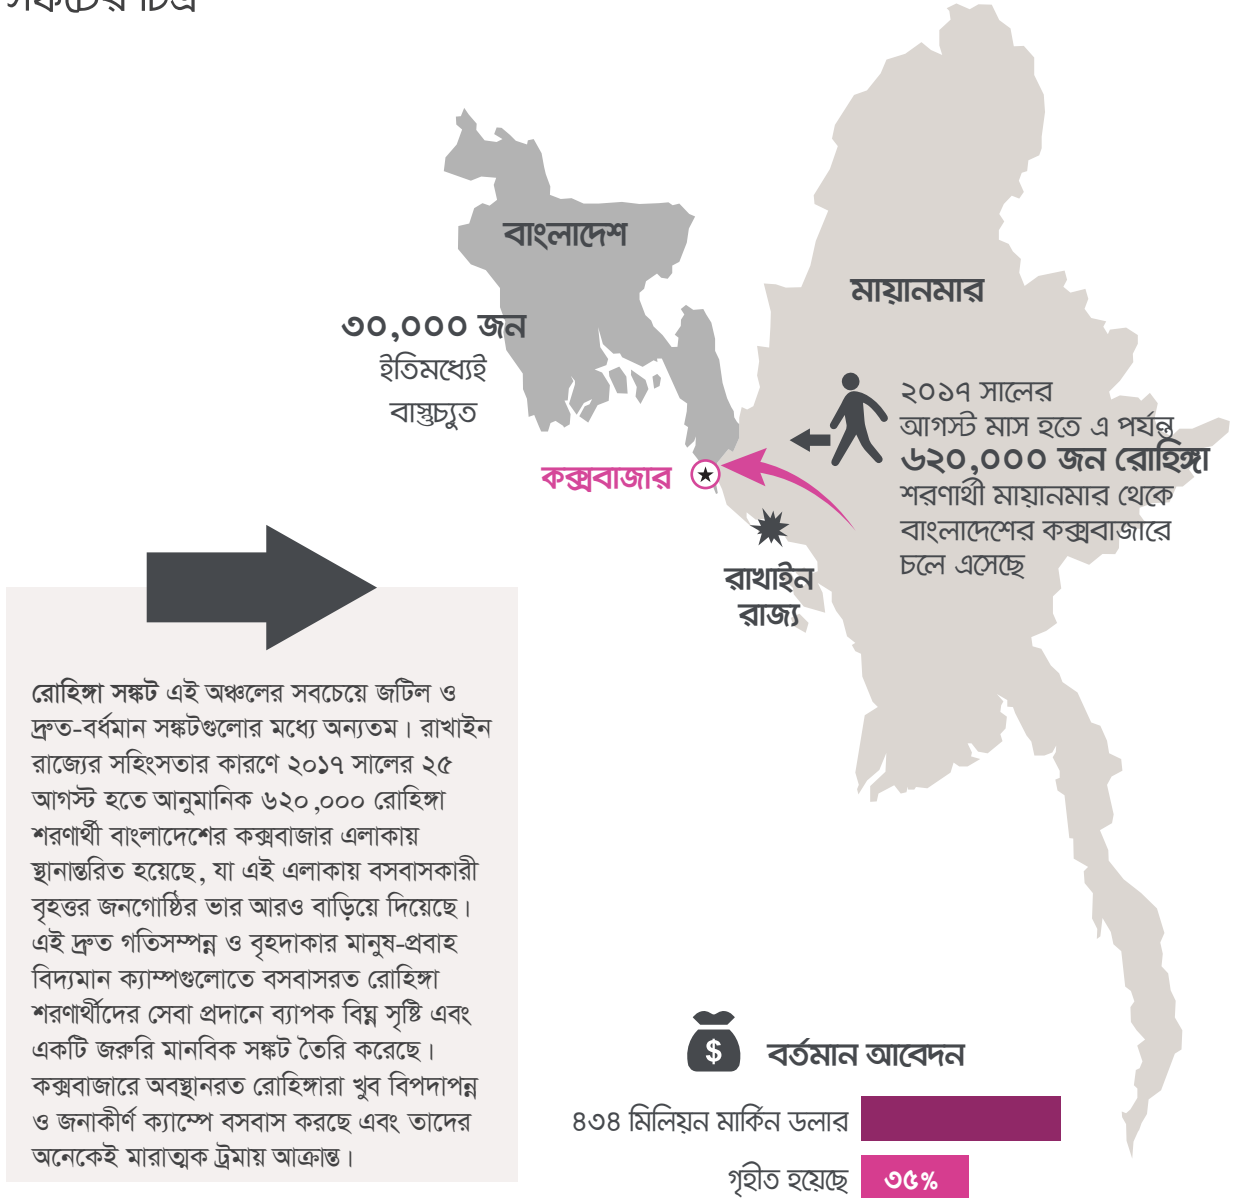 বাংলাদেশ
মায়ানমার
৩০,০০০ জন
ইতিমধ্যেই
বাস্তুচ্যুত
২০১৭ সালের
আগস্ট মাস হতে এ পর্যন্ত
৬২০,০০০ জন রোহিঙ্গা
শরণার্থী মায়ানমার থেকে
বাংলাদেশের কক্সবাজারে
চলে এসেছে
কক্সবাজার
রাখাইন
রাজ্য
রোহিঙ্গা সঙ্কট এই অঞ্চলের সবচেয়ে জটিল ও
দ্রুত-বর্ধমান সঙ্কটগুলোর মধ্যে অন্যতম। রাখাইন
রাজ্যের সহিংসতার কারণে ২০১৭ সালের ২৫
আগস্ট হতে আনুমানিক ৬২০,০০০ রোহিঙ্গা
শরণার্থী বাংলাদেশের কক্সবাজার এলাকায়
স্থানান্তরিত হয়েছে, যা এই এলাকায় বসবাসকারী
বৃহত্তর জনগোষ্ঠির ভার আরও বাড়িয়ে দিয়েছে।
এই দ্রুত গতিসম্পন্ন ও বৃহদাকার মানুষ-প্রবাহ
বিদ্যমান ক্যাম্পগুলোতে বসবাসরত রোহিঙ্গা
শরণার্থীদের সেবা প্রদানে ব্যাপক বিঘ্ন সৃষ্টি এবং
একটি জরুরি মানবিক সঙ্কট তৈরি করেছে।
কক্সবাজারে অবস্থানরত রোহিঙ্গারা খুব বিপদাপন্ন
ও জনাকীর্ণ ক্যাম্পে বসবাস করছে এবং তাদের
অনেকেই মারাত্মক ট্রমায় আক্রান্ত।
$
বর্তমান আবেদন
৪৩৪ মিলিয়ন মার্কিন ডলার
গৃহীত হয়েছে ৩৫%